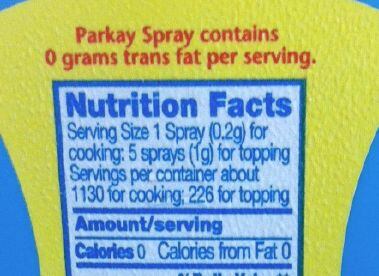 Parkay Spray contains
0 grams trans fat per serving.
Nutrition Facts
Serving Size 1 Spray (0.2g) for
cooking: 5 sprays (1g) for topping
Servings per container about
1130 for cooking; 226 for topping
Amount/serving
Calories 0 Calories from Fat 0